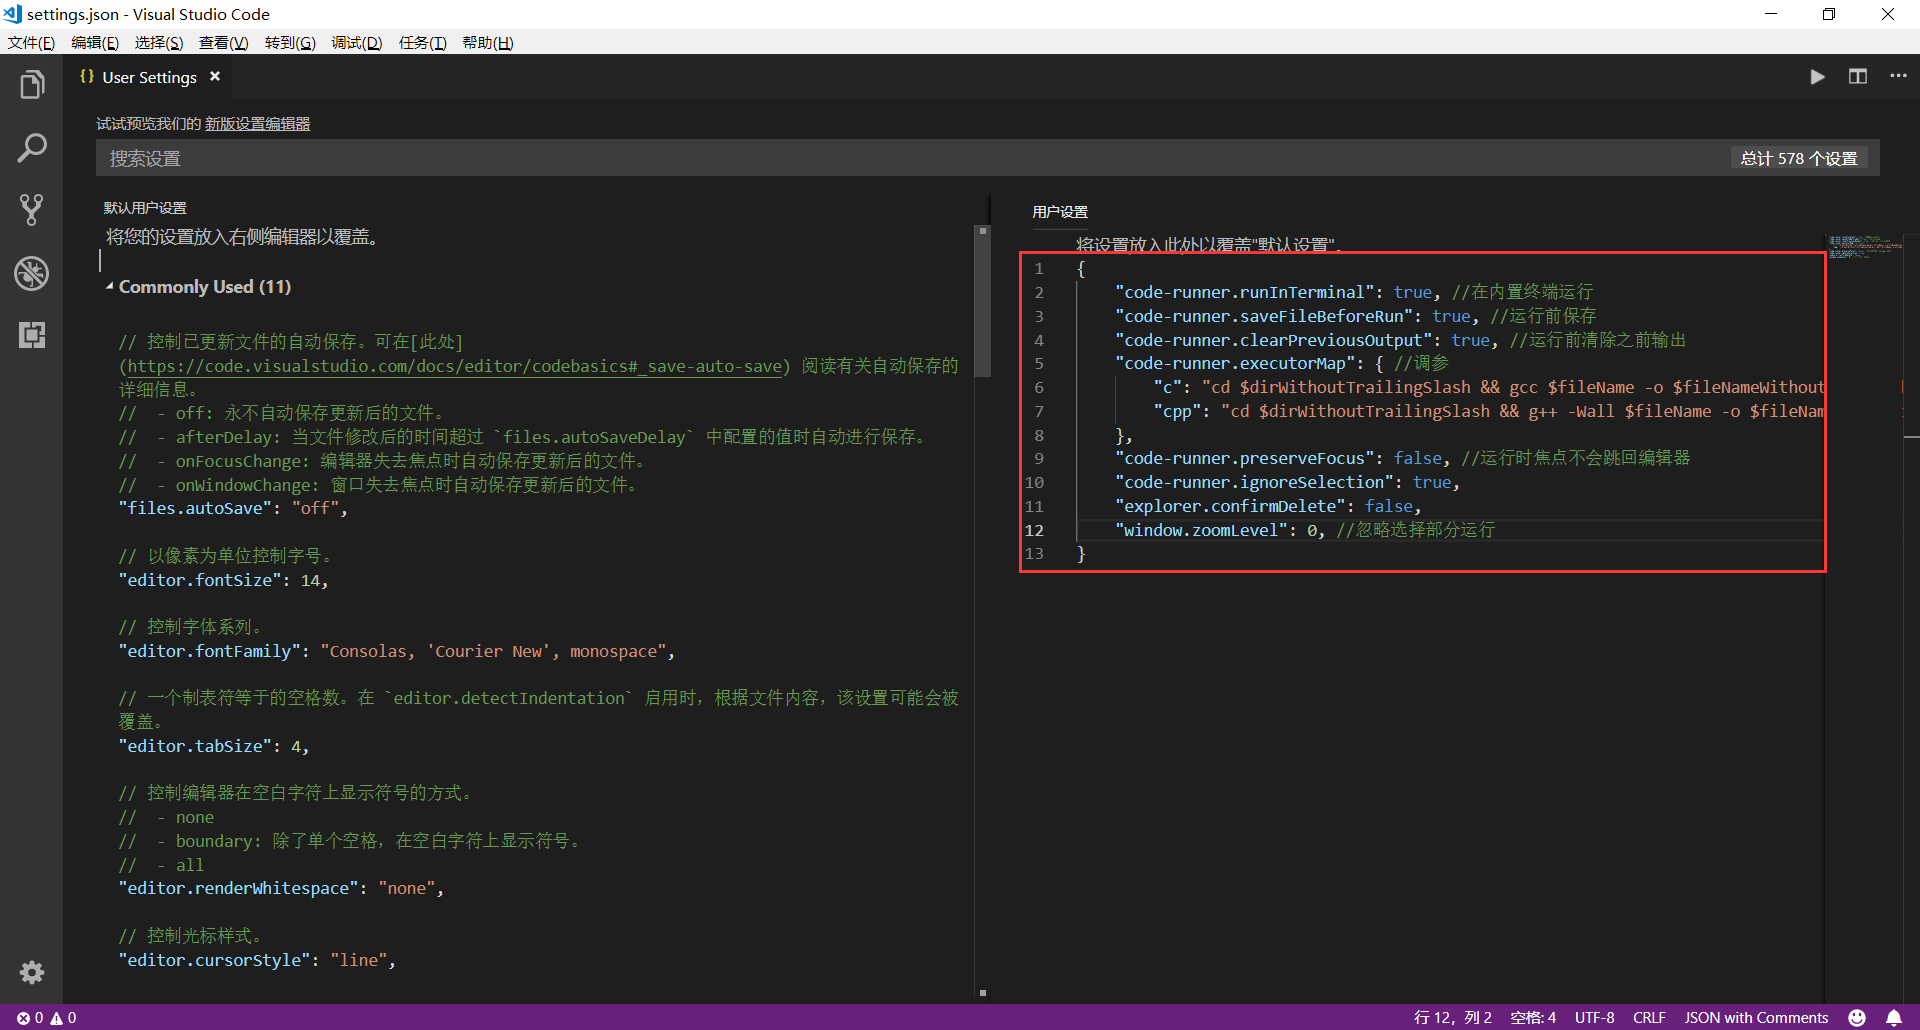 settings.json - Visual Studio Code
文件(F) 编辑(E) 选择(S) 查看(V) 转到(G) 调试(D) 任务(T) 帮助(H)
{} User Settings ×
试试预览我们的 新版设置编辑器
搜索设置
总计 578 个设置
默认用户设置
将您的设置放入右侧编辑器以覆盖。
Commonly Used (11)
// 控制已更新文件的自动保存。可在[此处]
(https://code.visualstudio.com/docs/editor/codebasics#_save-auto-save) 阅读有关自动保存的
详细信息。
//  - off: 永不自动保存更新后的文件。
//  - afterDelay: 当文件修改后的时间超过 `files.autoSaveDelay` 中配置的值时自动进行保存。
//  - onFocusChange: 编辑器失去焦点时自动保存更新后的文件。
//  - onWindowChange: 窗口失去焦点时自动保存更新后的文件。
"files.autoSave": "off",
// 以像素为单位控制字号。
"editor.fontSize": 14,
// 控制字体系列。
"editor.fontFamily": "Consolas, 'Courier New', monospace",
// 一个制表符等于的空格数。在 `editor.detectIndentation` 启用时，根据文件内容，该设置可能会被
覆盖。
"editor.tabSize": 4,
// 控制编辑器在空白字符上显示符号的方式。
//  - none
//  - boundary: 除了单个空格，在空白字符上显示符号。
//  - all
"editor.renderWhitespace": "none",
// 控制光标样式。
"editor.cursorStyle": "line",
用户设置
将设置放入此处以覆盖"默认设置"。
1 {
2 "code-runner.runInTerminal": true, //在内置终端运行
3 "code-runner.saveFileBeforeRun": true, //运行前保存
4 "code-runner.clearPreviousOutput": true, //运行前清除之前输出
5 "code-runner.executorMap": { //调参
6 "c": "cd $dirWithoutTrailingSlash && gcc $fileName -o $fileNameWithout
7 "cpp": "cd $dirWithoutTrailingSlash && g++ -Wall $fileName -o $fileNam
8 },
9 "code-runner.preserveFocus": false, //运行时焦点不会跳回编辑器
10 "code-runner.ignoreSelection": true,
11 "explorer.confirmDelete": false,
12 "window.zoomLevel": 0, //忽略选择部分运行
13 }
0 0
行 12，列 2 空格: 4 UTF-8 CRLF JSON with Comments